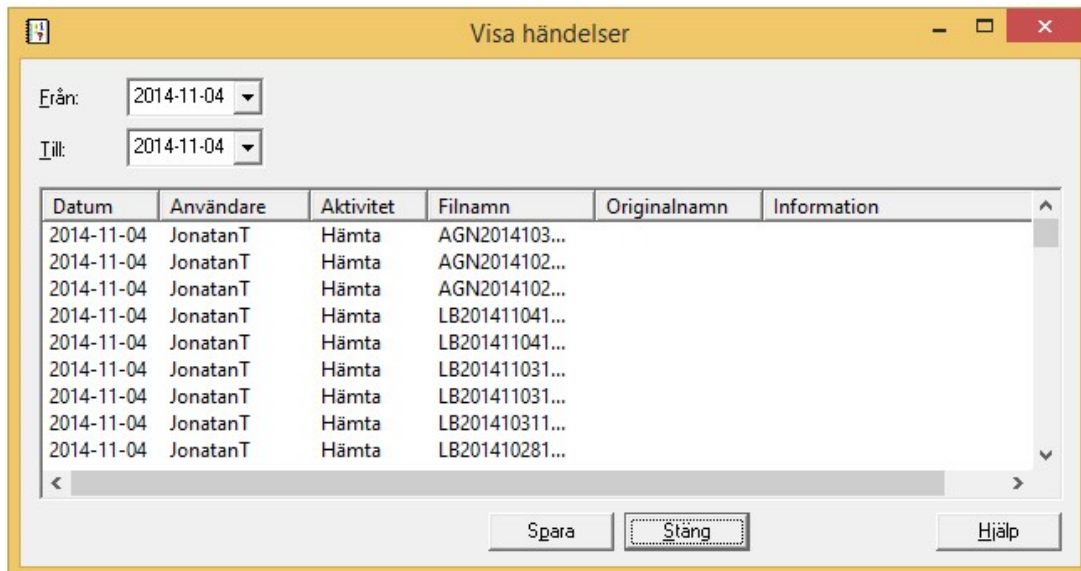 Visa händelser
Från: 2014-11-04
Till: 2014-11-04
Datum Användare Aktivitet Filnamn Originalnamn Information
2014-11-04 JonatanT Hämta AGN2014103...
2014-11-04 JonatanT Hämta AGN2014102...
2014-11-04 JonatanT Hämta AGN2014102...
2014-11-04 JonatanT Hämta LB201411041...
2014-11-04 JonatanT Hämta LB201411041...
2014-11-04 JonatanT Hämta LB201411031...
2014-11-04 JonatanT Hämta LB201411031...
2014-11-04 JonatanT Hämta LB201410311...
2014-11-04 JonatanT Hämta LB201410281...
Spara Stäng Hjälp